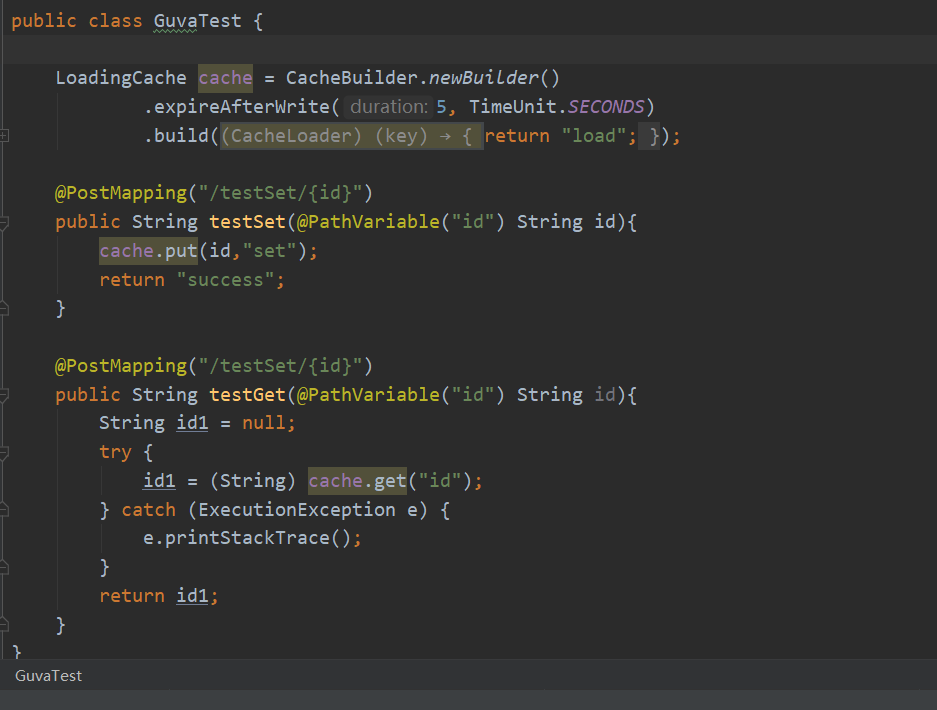 public class GuvaTest {
LoadingCache cache = CacheBuilder.newBuilder()
.expireAfterWrite( duration: 5, TimeUnit.SECONDS)
.build((CacheLoader) (key) → { return "load"; });
@PostMapping("/testSet/{id}")
public String testSet(@PathVariable("id") String id){
cache.put(id,"set");
return "success";
}
@PostMapping("/testSet/{id}")
public String testGet(@PathVariable("id") String id){
String id1 = null;
try {
id1 = (String) cache.get("id");
} catch (ExecutionException e) {
e.printStackTrace();
}
return id1;
}
}
GuvaTest